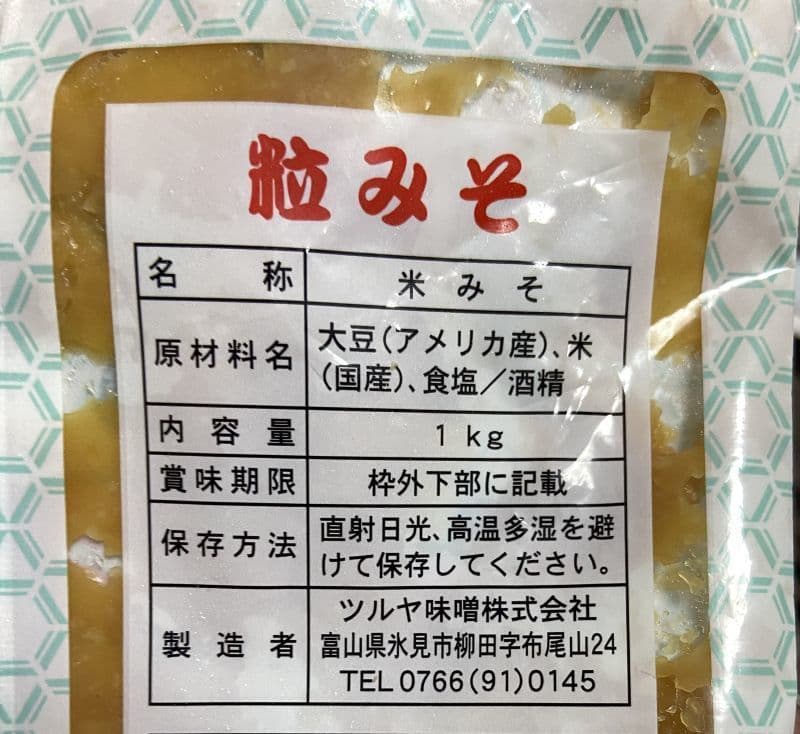 粒みそ
名称 米みそ
原材料名 大豆(アメリカ産)、米
(国産)、食塩/酒精
内容量 1kg
賞味期限 枠外下部に記載
保存方法 直射日光、高温多湿を避
けて保存してください。
製造者 ツルヤ味噌株式会社
富山県氷見市柳田字布尾山24
TEL0766(91)0145